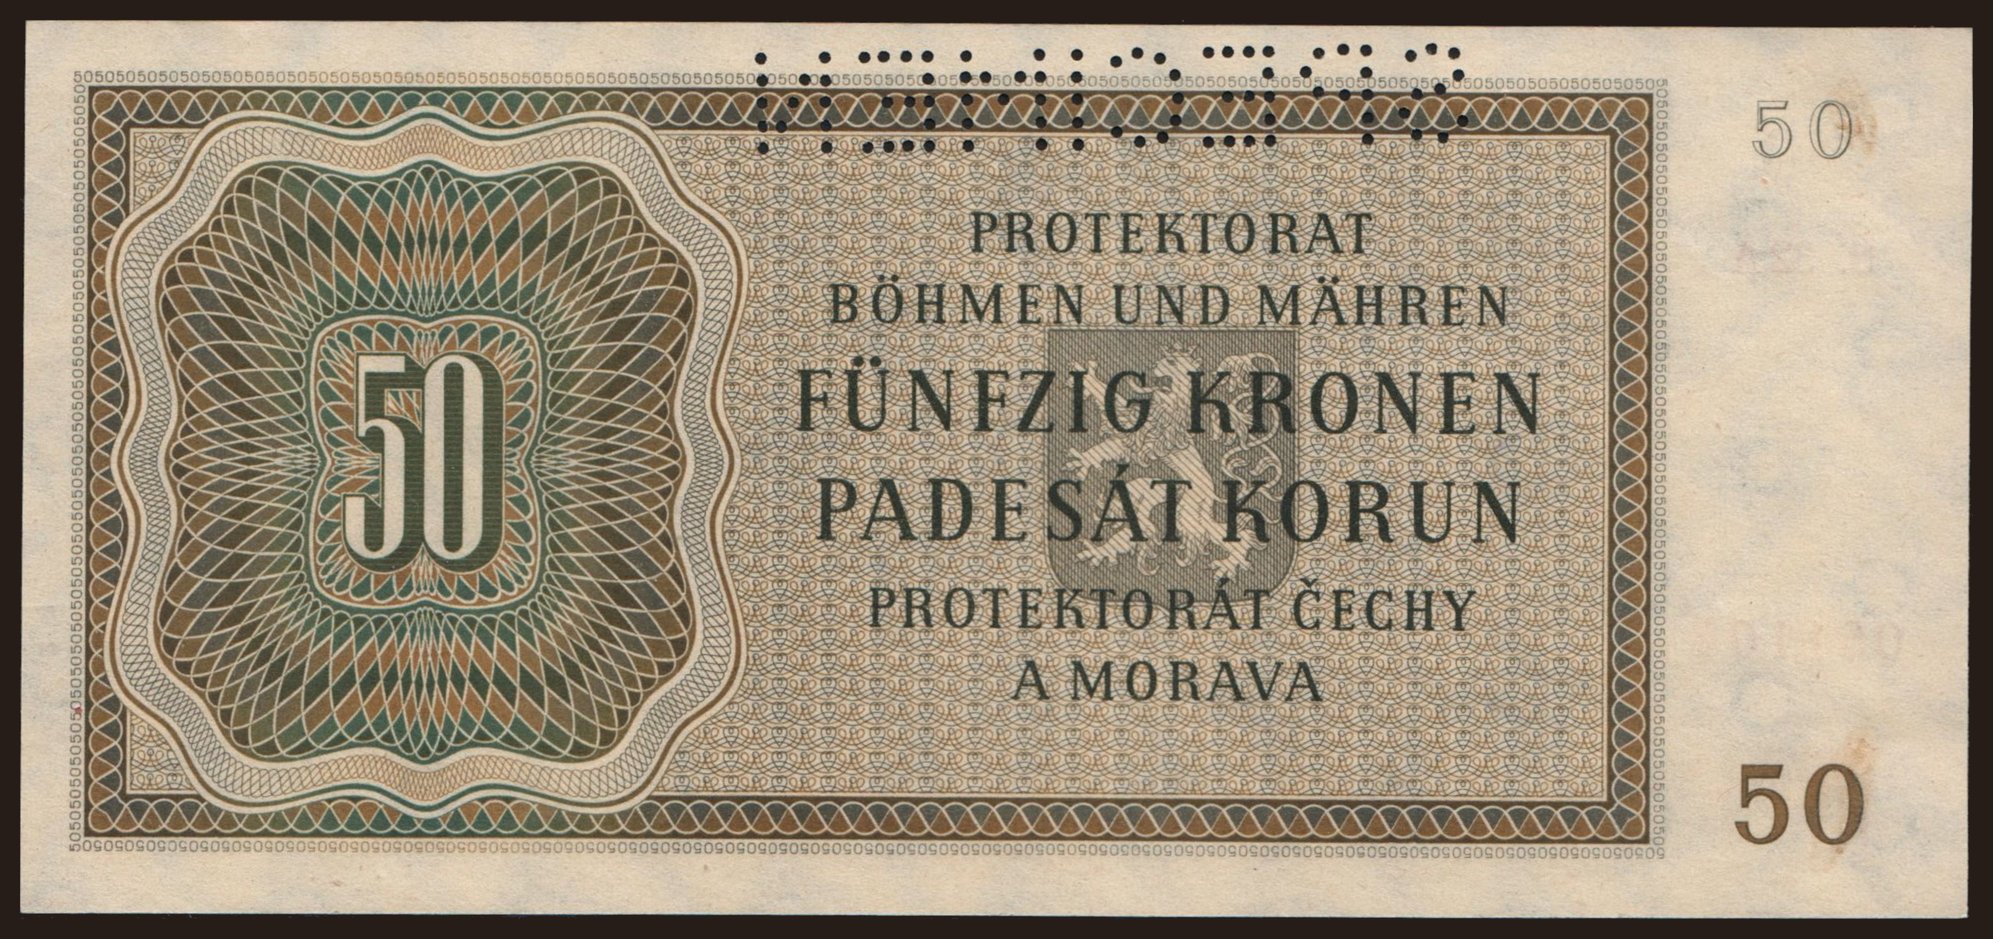 50
PROTEKTORAT
BÖHMEN UND MÄHREN
FÜNFZIG KRONEN
PADESÁT KORUN
PROTEKTORÁT ČECHY
A MORAVA
50
50